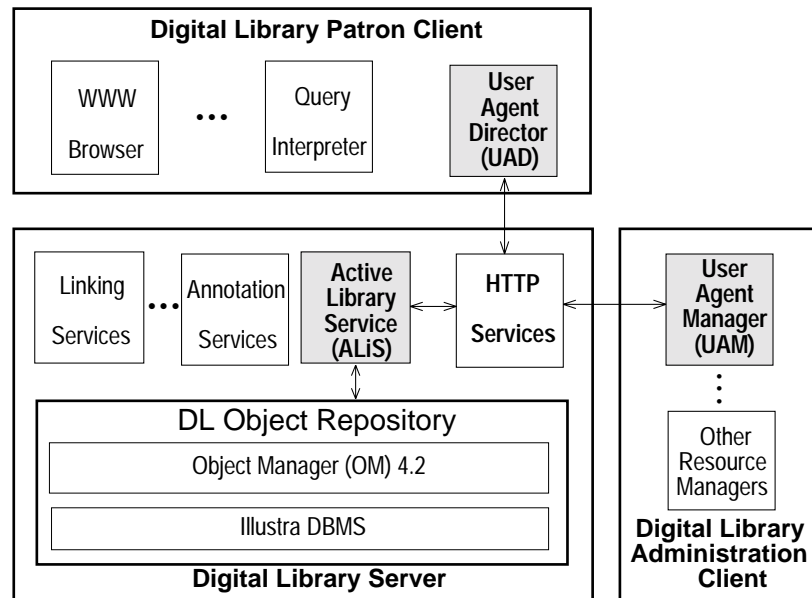 Digital Library Patron Client
WWW
Browser
...
Query
Interpreter
User
Agent
Director
(UAD)
Linking
Services
...
Annotation
Services
Active
Library
Service
(ALiS)
HTTP
Services
User
Agent
Manager
(UAM)
DL Object Repository
Object Manager (OM) 4.2
Illustra DBMS
Digital Library Server
Other
Resource
Managers
Digital Library
Administration
Client